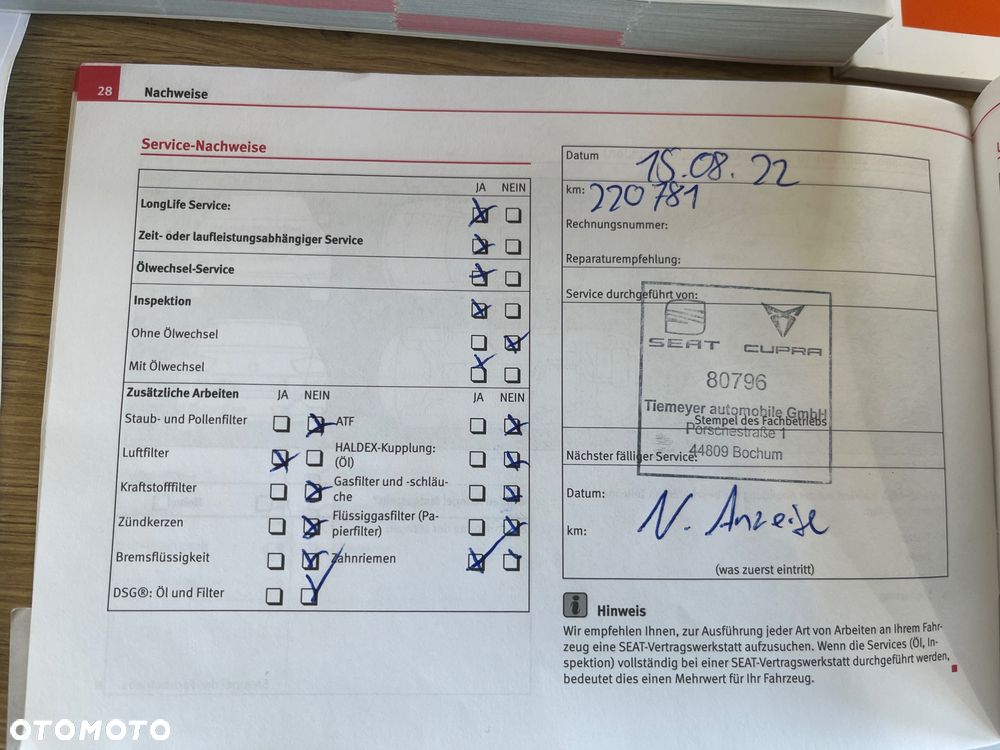 28 Nachweise
Service-Nachweise
JA NEIN
LongLife Service:
Zeit- oder laufleistungsabhängiger Service
Ölwechsel-Service
Inspektion
Ohne Ölwechsel
Mit Ölwechsel
Zusätzliche Arbeiten JA NEIN JA NEIN
Staub- und Pollenfilter
Luftfilter
Kraftstofffilter
Zündkerzen
Bremsflüssigkeit
DSG®: Öl und Filter
ATF
HALDEX-Kupplung:
(Öl)
Gasfilter und -schläu-
che
Flüssiggasfilter (Pa-
pierfilter)
Zahnriemen
Datum 15.08.22
km: 220781
Rechnungsnummer:
Reparaturempfehlung:
Service durchgeführt von:
SEAT CUPRA
80796
Tiemeyer automobile GmbH
Stempel des Fachbetriebs
Porschestraße 1
44809 Bochum
Nächster fälliger Service:
Datum:
N. Anzeige
km:
(was zuerst eintritt)
i Hinweis
Wir empfehlen Ihnen, zur Ausführung jeder Art von Arbeiten an Ihrem Fahr-
zeug eine SEAT-Vertragswerkstatt aufzusuchen. Wenn die Services (Öl, In-
spektion) vollständig bei einer SEAT-Vertragswerkstatt durchgeführt werden,
bedeutet dies einen Mehrwert für Ihr Fahrzeug.
OTOMOTO